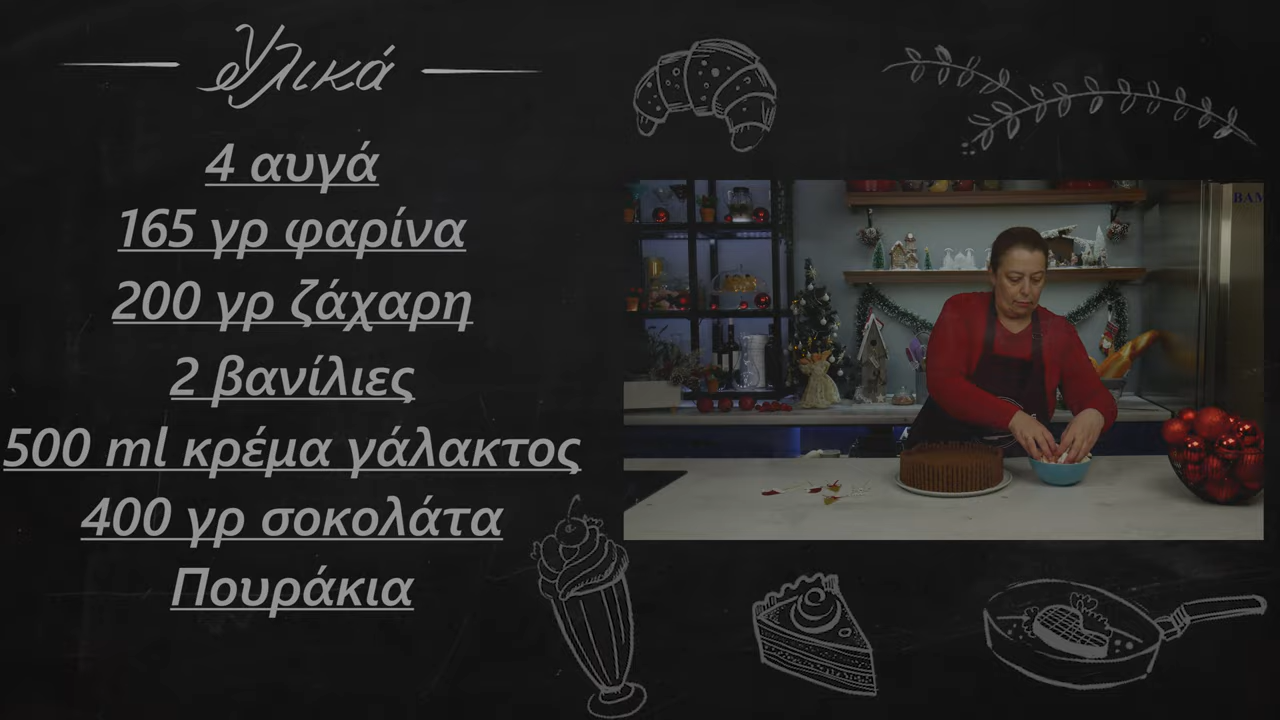 Υλικά
4 αυγά
165 γρ φαρίνα
200 γρ ζάχαρη
2 βανίλιες
500 ml κρέμα γάλακτος
400 γρ σοκολάτα
Πουράκια